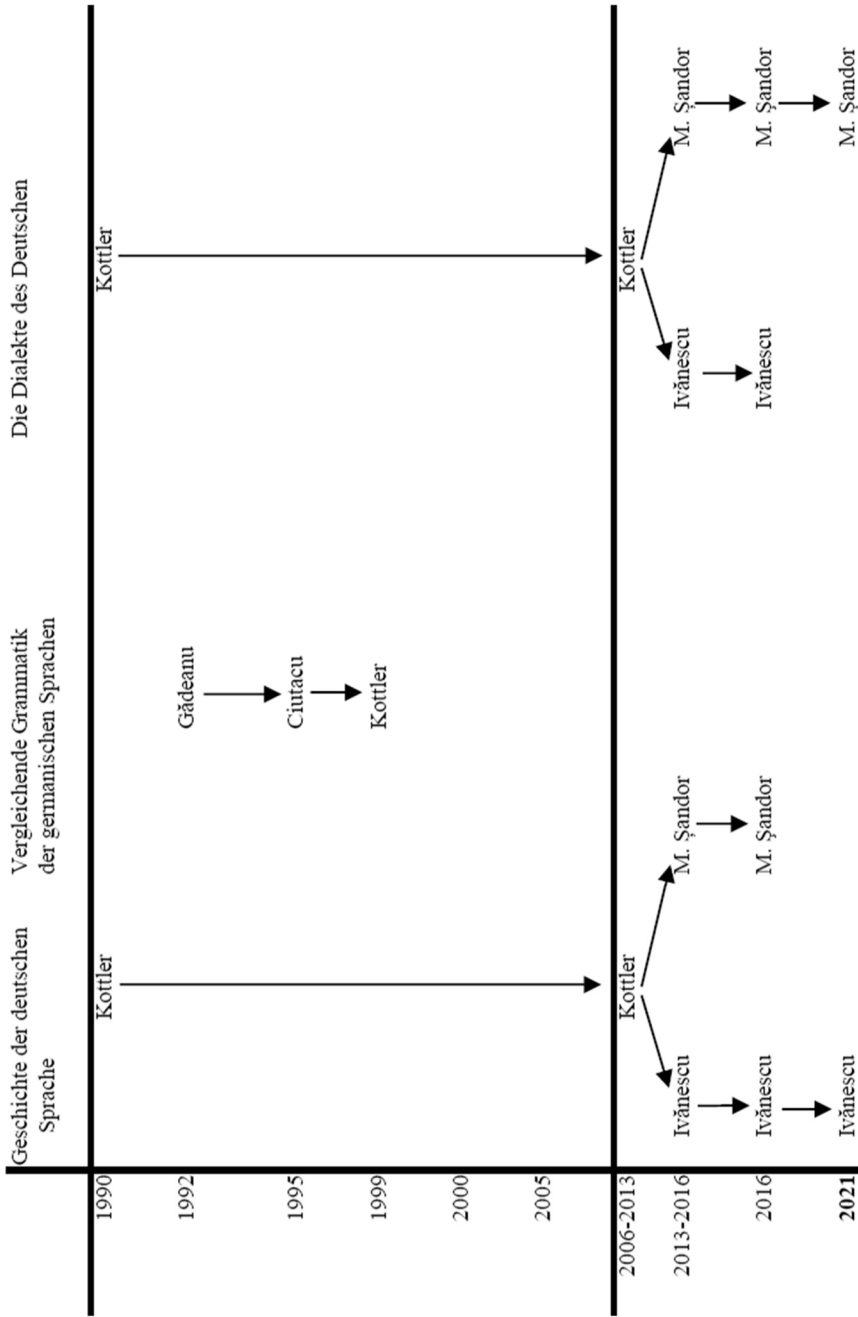 Geschichte der deutschen
Sprache
Vergleichende Grammatik
der germanischen Sprachen
Die Dialekte des Deutschen
1990
Kottler
Kottler
1992
Gădeanu
1995
Ciutacu
1999
Kottler
2000
2005
2006-2013
Kottler
Kottler
2013-2016
Ivănescu
M. Șandor
Ivănescu
M. Șandor
2016
Ivănescu
M. Șandor
Ivănescu
M. Șandor
2021
Ivănescu
M. Șandor